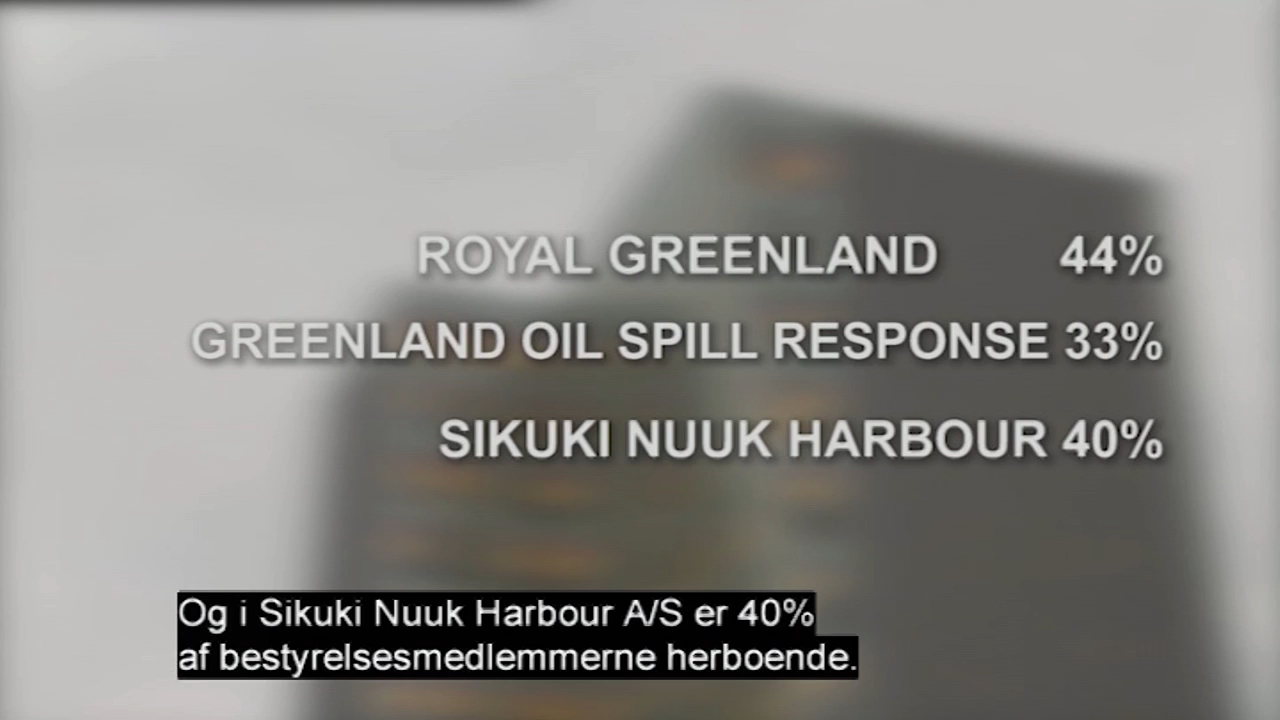 ROYAL GREENLAND 44%
GREENLAND OIL SPILL RESPONSE 33%
SIKUKI NUUK HARBOUR 40%
Og i Sikuki Nuuk Harbour A/S er 40%
af bestyrelsesmedlemmerne herboende.